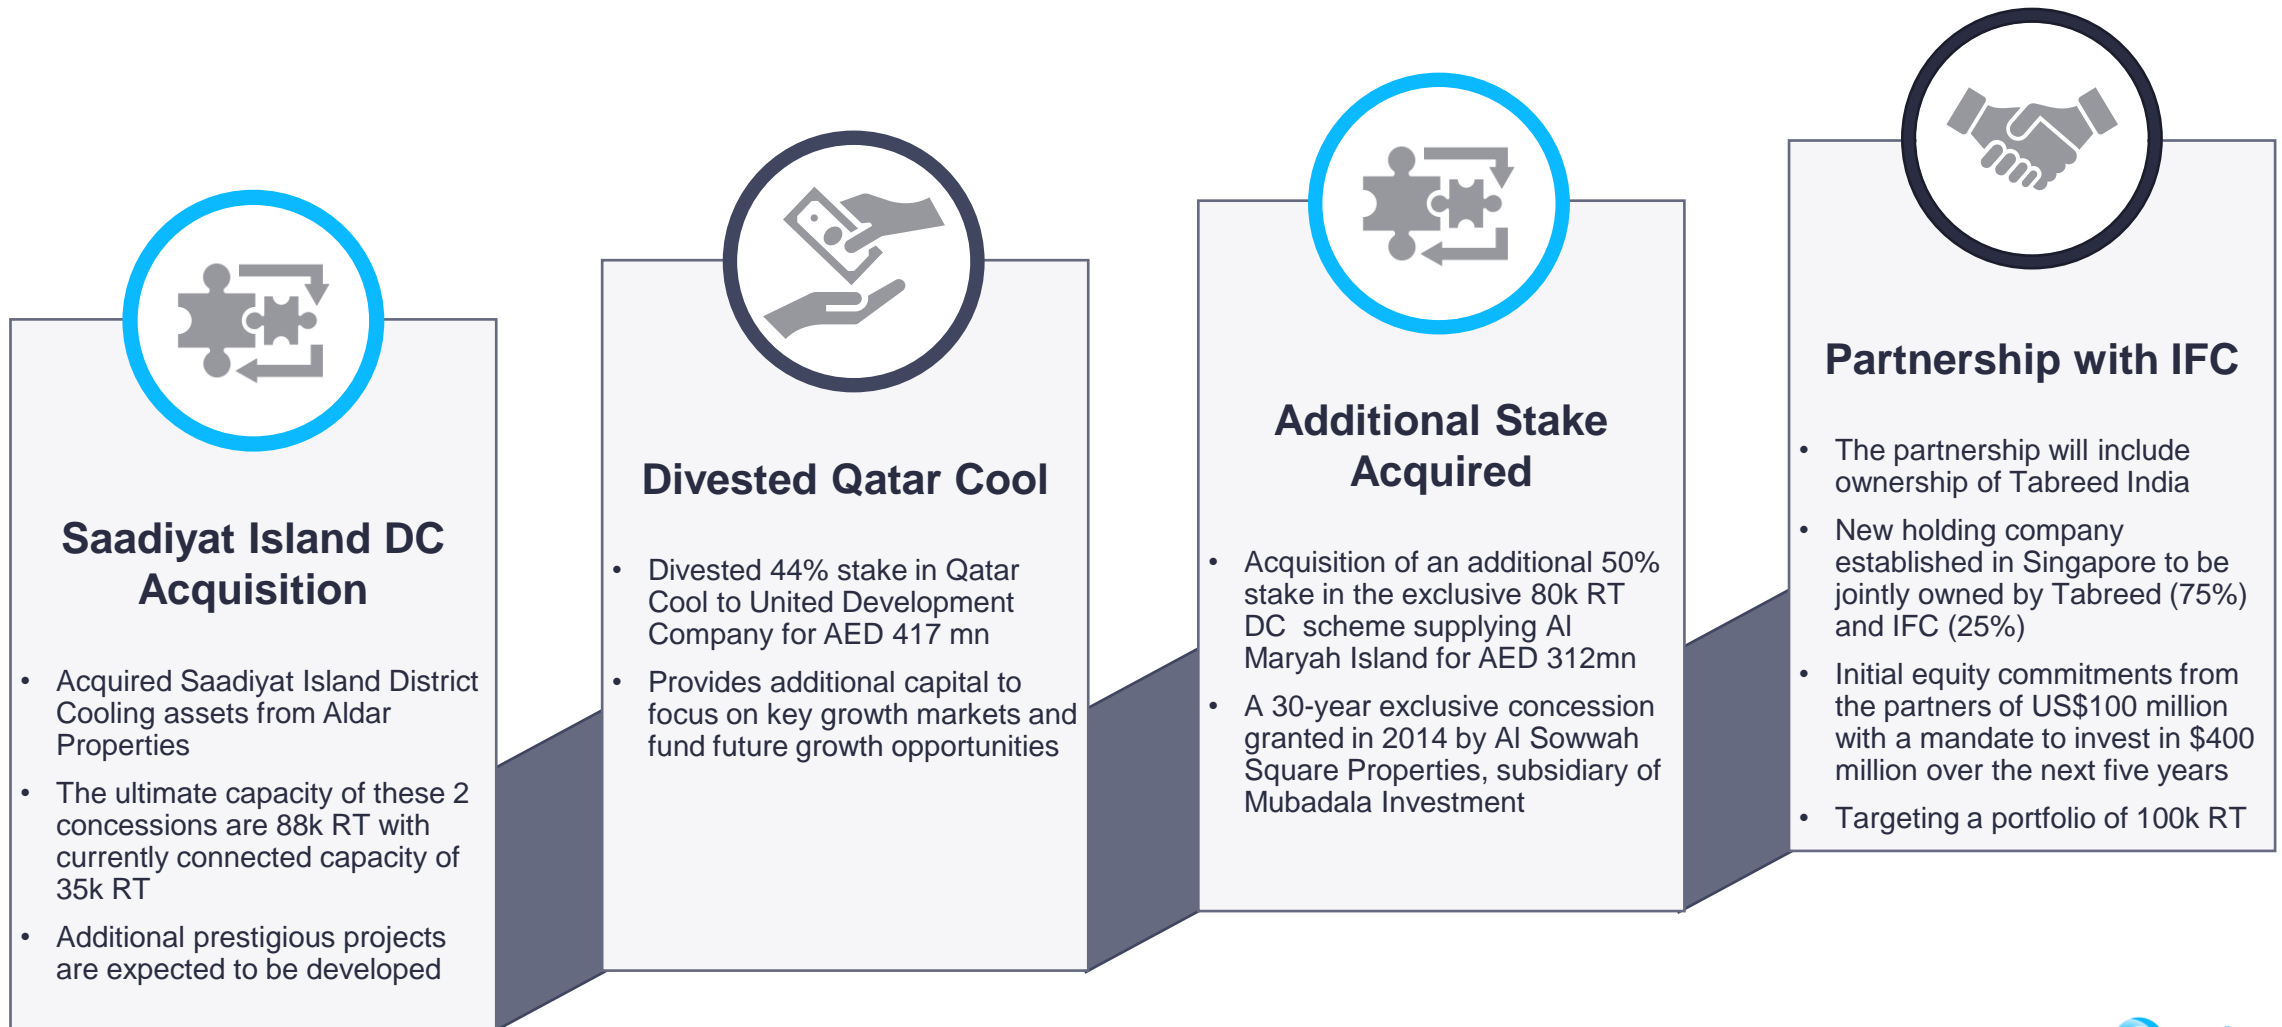 Saadiyat Island DC
Acquisition
• Acquired Saadiyat Island District
Cooling assets from Aldar
Properties
• The ultimate capacity of these 2
concessions are 88k RT with
currently connected capacity of
35k RT
• Additional prestigious projects
are expected to be developed
Divested Qatar Cool
• Divested 44% stake in Qatar
Cool to United Development
Company for AED 417 mn
• Provides additional capital to
focus on key growth markets and
fund future growth opportunities
Additional Stake
Acquired
• Acquisition of an additional 50%
stake in the exclusive 80k RT
DC  scheme supplying Al
Maryah Island for AED 312mn
• A 30-year exclusive concession
granted in 2014 by Al Sowwah
Square Properties, subsidiary of
Mubadala Investment
Partnership with IFC
• The partnership will include
ownership of Tabreed India
• New holding company
established in Singapore to be
jointly owned by Tabreed (75%)
and IFC (25%)
• Initial equity commitments from
the partners of US$100 million
with a mandate to invest in $400
million over the next five years
• Targeting a portfolio of 100k RT